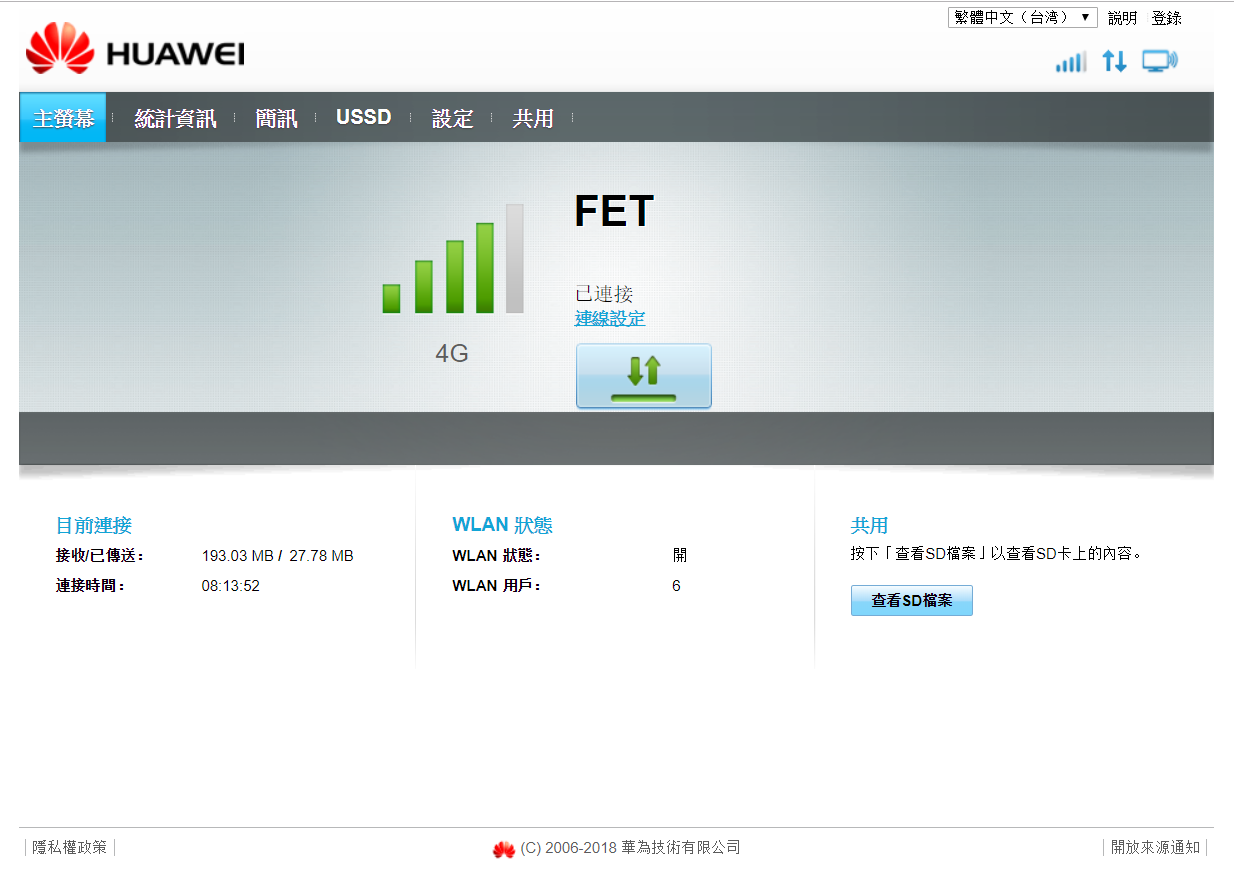 繁體中文（台湾） ▼ 說明 登錄
HUAWEI
主螢幕 統計資訊 簡訊 USSD 設定 共用
FET
已連接
連線設定
4G
目前連接
接收/已傳送： 193.03 MB / 27.78 MB
連接時間： 08:13:52
WLAN 狀態
WLAN 狀態： 開
WLAN 用戶： 6
共用
按下「查看SD檔案」以查看SD卡上的內容。
查看SD檔案
隱私權政策 (C) 2006-2018 華為技術有限公司 開放來源通知